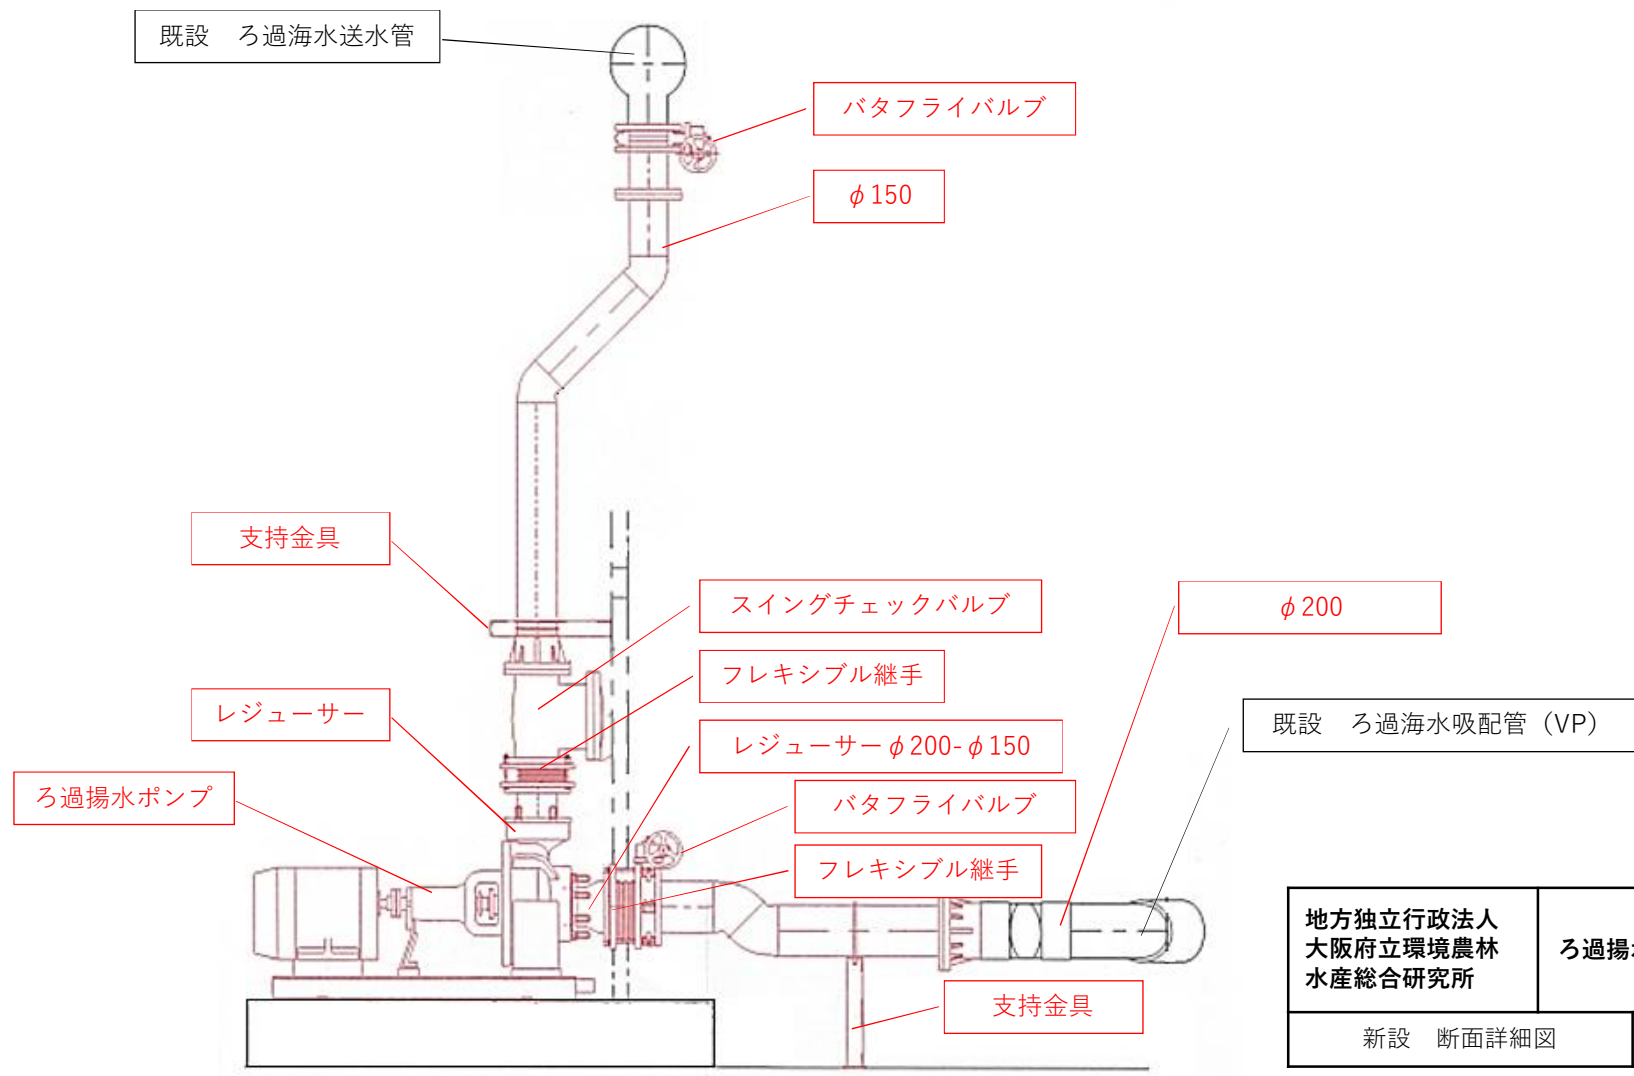 既設　ろ過海水送水管
バタフライバルブ
φ150
支持金具
スイングチェックバルブ
φ200
フレキシブル継手
レジューサー
既設　ろ過海水吸配管（VP）
レジューサーφ200-φ150
ろ過揚水ポンプ
バタフライバルブ
フレキシブル継手
支持金具
地方独立行政法人
大阪府立環境農林
水産総合研究所
ろ過揚
新設　断面詳細図